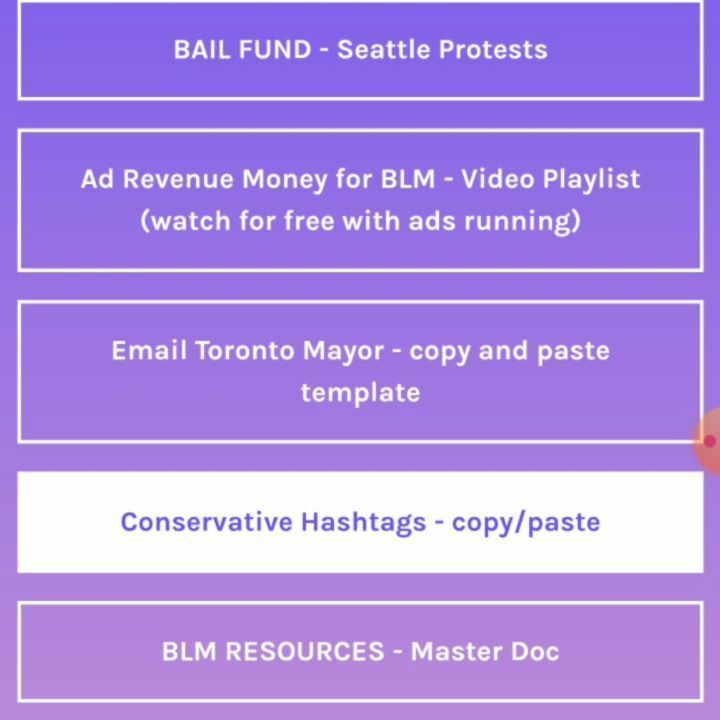 BAIL FUND - Seattle Protests
Ad Revenue Money for BLM - Video Playlist
(watch for free with ads running)
Email Toronto Mayor - copy and paste
template
Conservative Hashtags - copy/paste
BLM RESOURCES - Master Doc